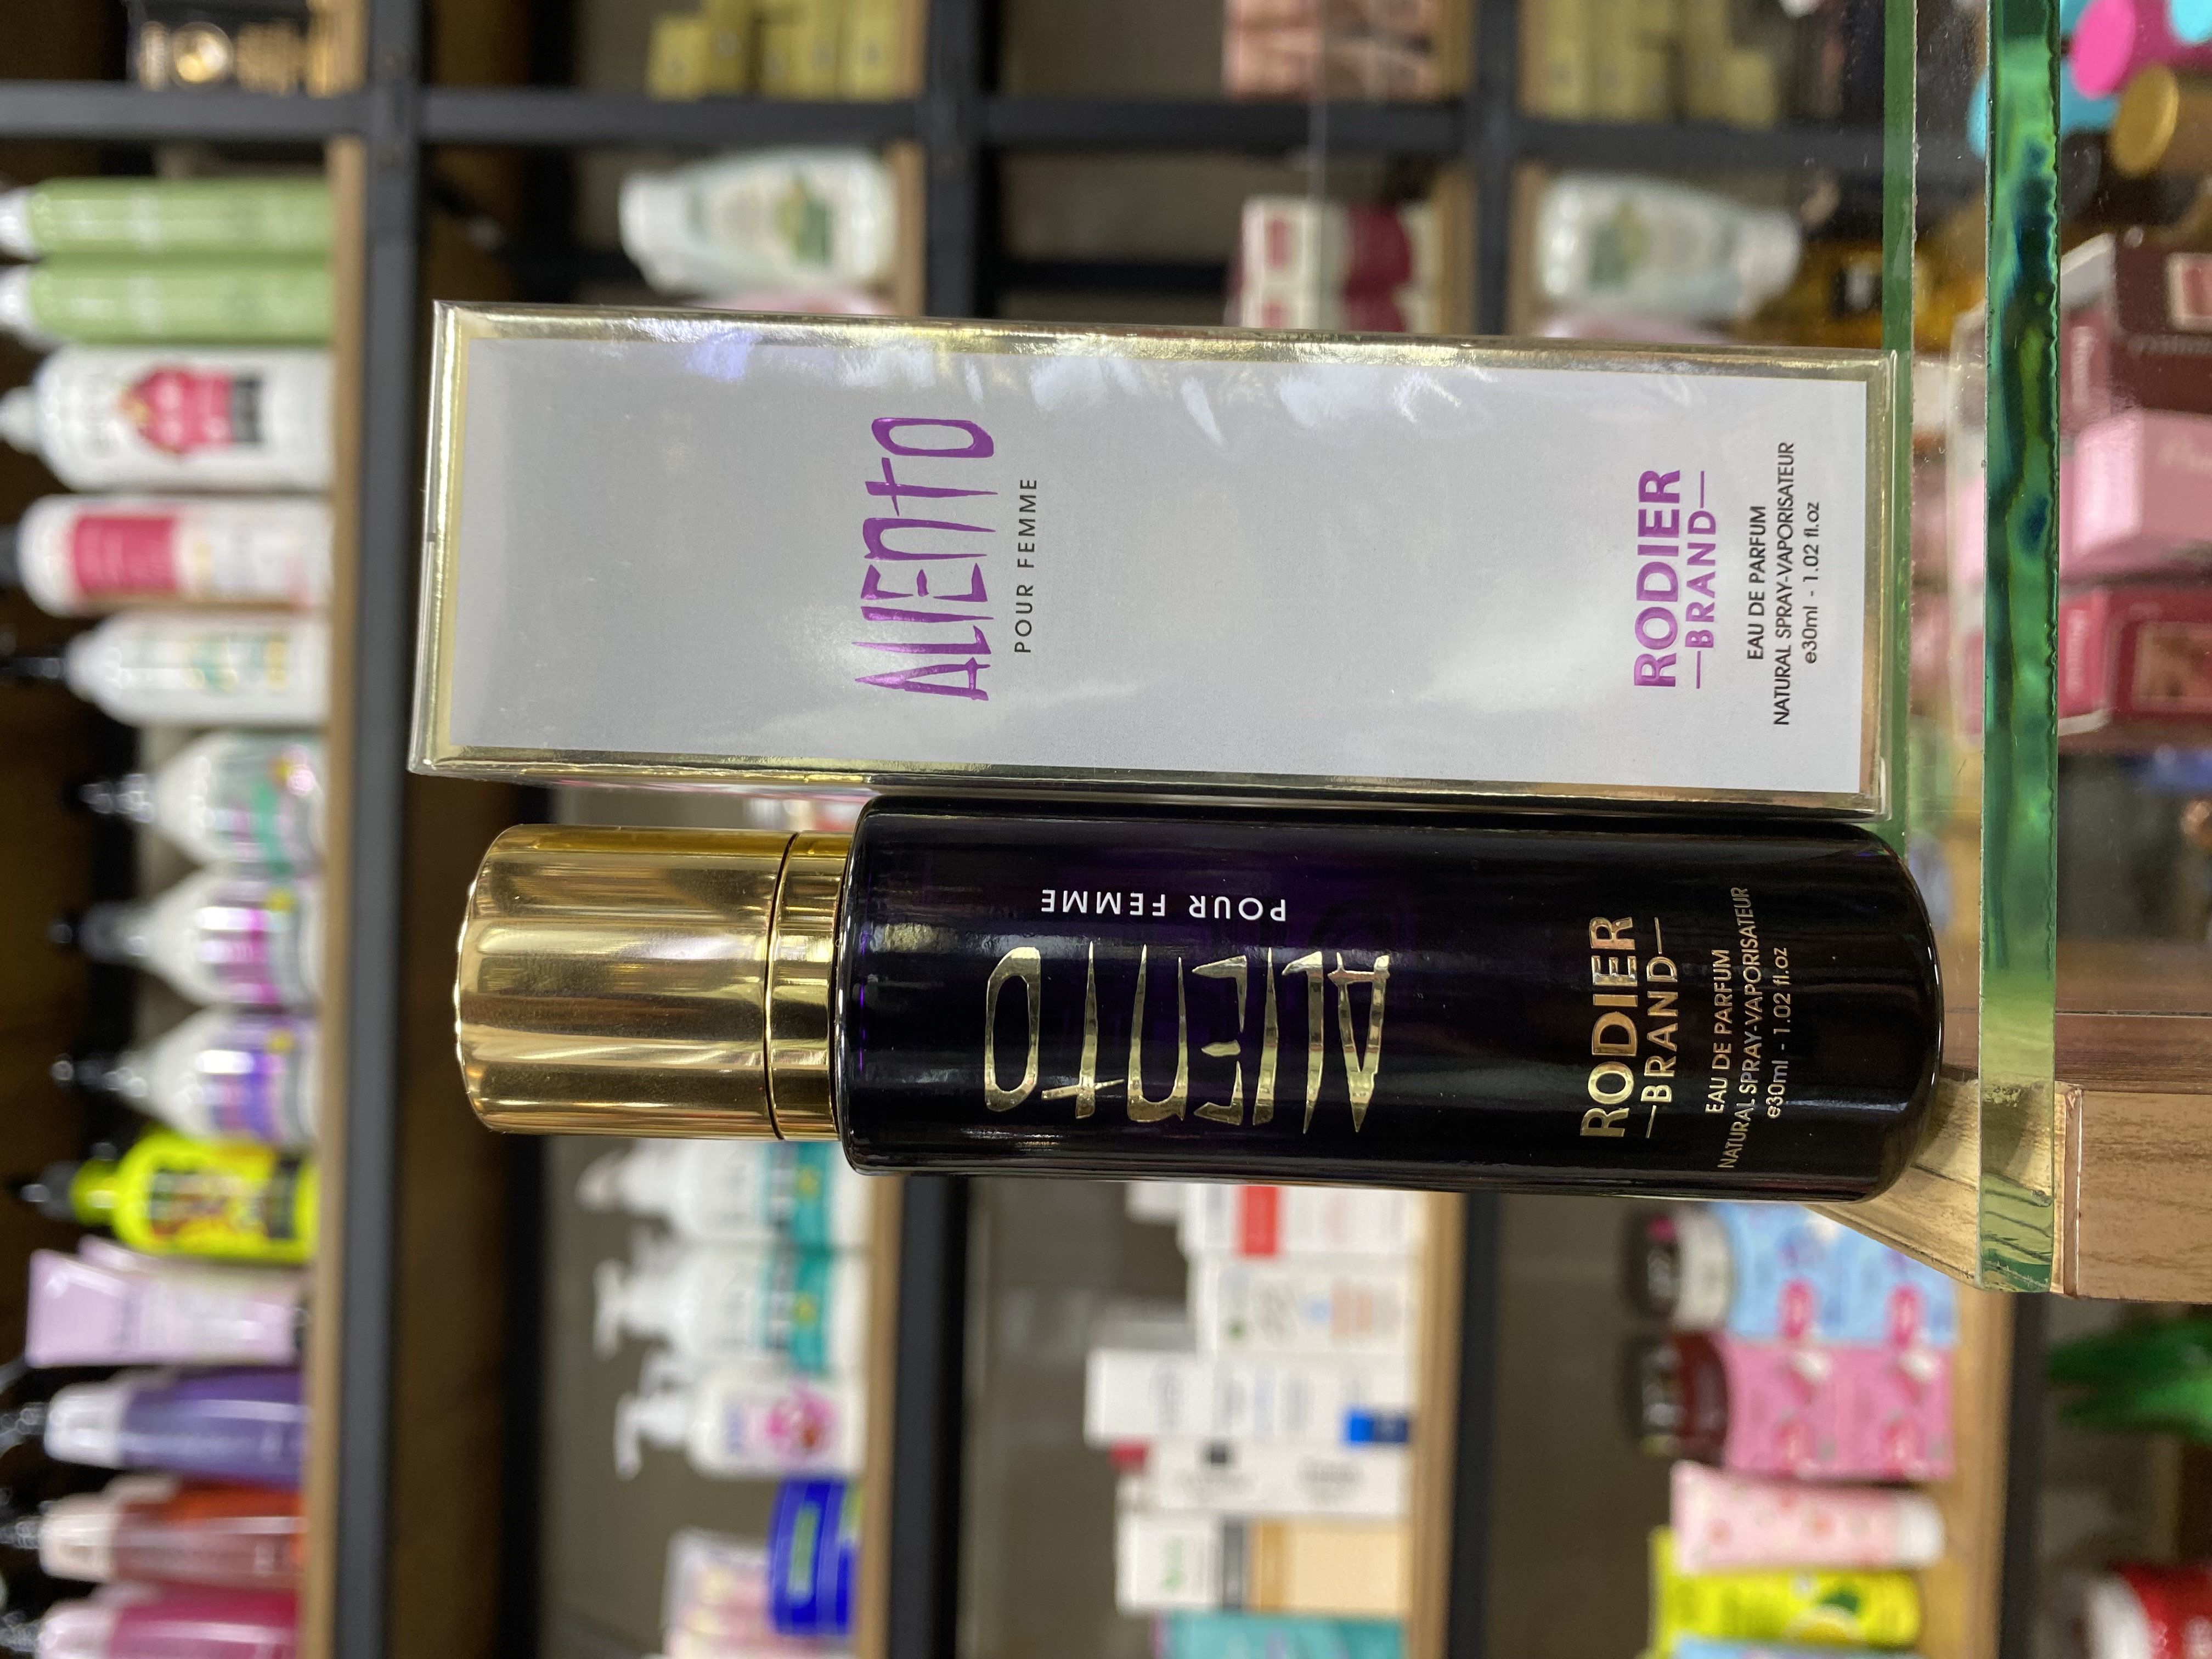 ALIENTO
POUR FEMME
RODIER
BRAND
EAU DE PARFUM
NATURAL SPRAY-VAPORISATEUR
e30ml - 1.02 fl.oz
ALIENTO
POUR FEMME
RODIER
BRAND
EAU DE PARFUM
NATURAL SPRAY-VAPORISATEUR
e30ml - 1.02 fl.oz